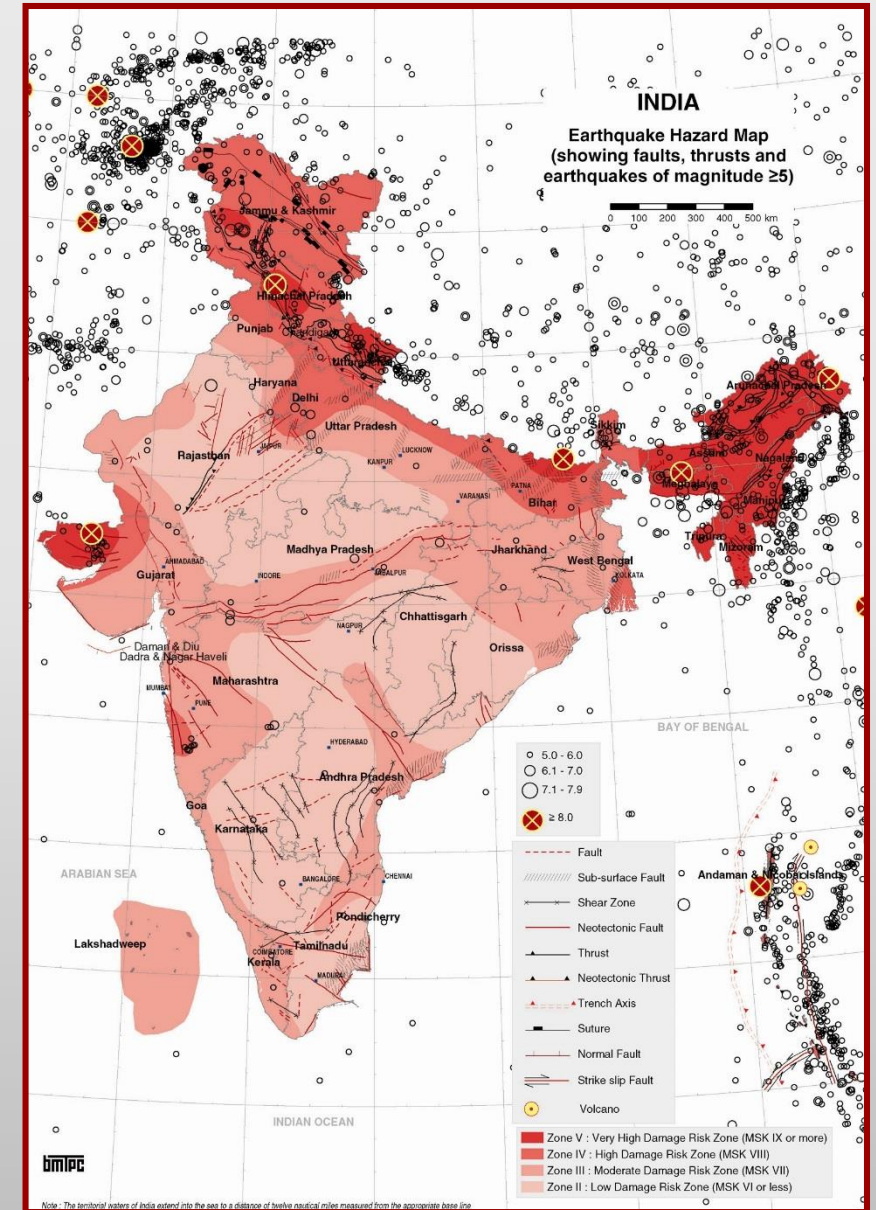 INDIA
Earthquake Hazard Map
(showing faults, thrusts and
earthquakes of magnitude ≥5)
0 100 200 300 400 500 km
Jammu & Kashmir
Himachal Pradesh
Punjab
Chandigarh
Haryana
Delhi
Uttar Pradesh
Rajasthan
JAIPUR
LUCKNOW
KANPUR
Sikkim
Arunachal Pradesh
Assam
Nagaland
Meghalaya
Manipur
Tripura
Mizoram
PATNA
VARANASI
Bihar
Madhya Pradesh
Jharkhand
AHMADABAD
West Bengal
Gujarat
INDORE
JABALPUR
KOLKATA
Chhattisgarh
NAGPUR
Orissa
Daman & Diu
Dadra & Nagar Haveli
Maharashtra
MUMBAI
PUNE
BAY OF BENGAL
HYDERABAD
Andhra Pradesh
Goa
Karnataka
ARABIAN SEA
BANGALORE
CHENNAI
Andaman & Nicobar Islands
Pondicherry
Lakshadweep
Tamilnadu
COIMBATORE
Kerala
MADURAI
INDIAN OCEAN
5.0 - 6.0
6.1 - 7.0
7.1 - 7.9
≥ 8.0
Fault
Sub-surface Fault
Shear Zone
Neotectonic Fault
Thrust
Neotectonic Thrust
Trench Axis
Suture
Normal Fault
Strike slip Fault
Volcano
Zone V : Very High Damage Risk Zone (MSK IX or more)
Zone IV : High Damage Risk Zone (MSK VIII)
Zone III : Moderate Damage Risk Zone (MSK VII)
Zone II : Low Damage Risk Zone (MSK VI or less)
bmtpc
Note : The territorial waters of India extend into the sea to a distance of twelve nautical miles measured from the appropriate base line